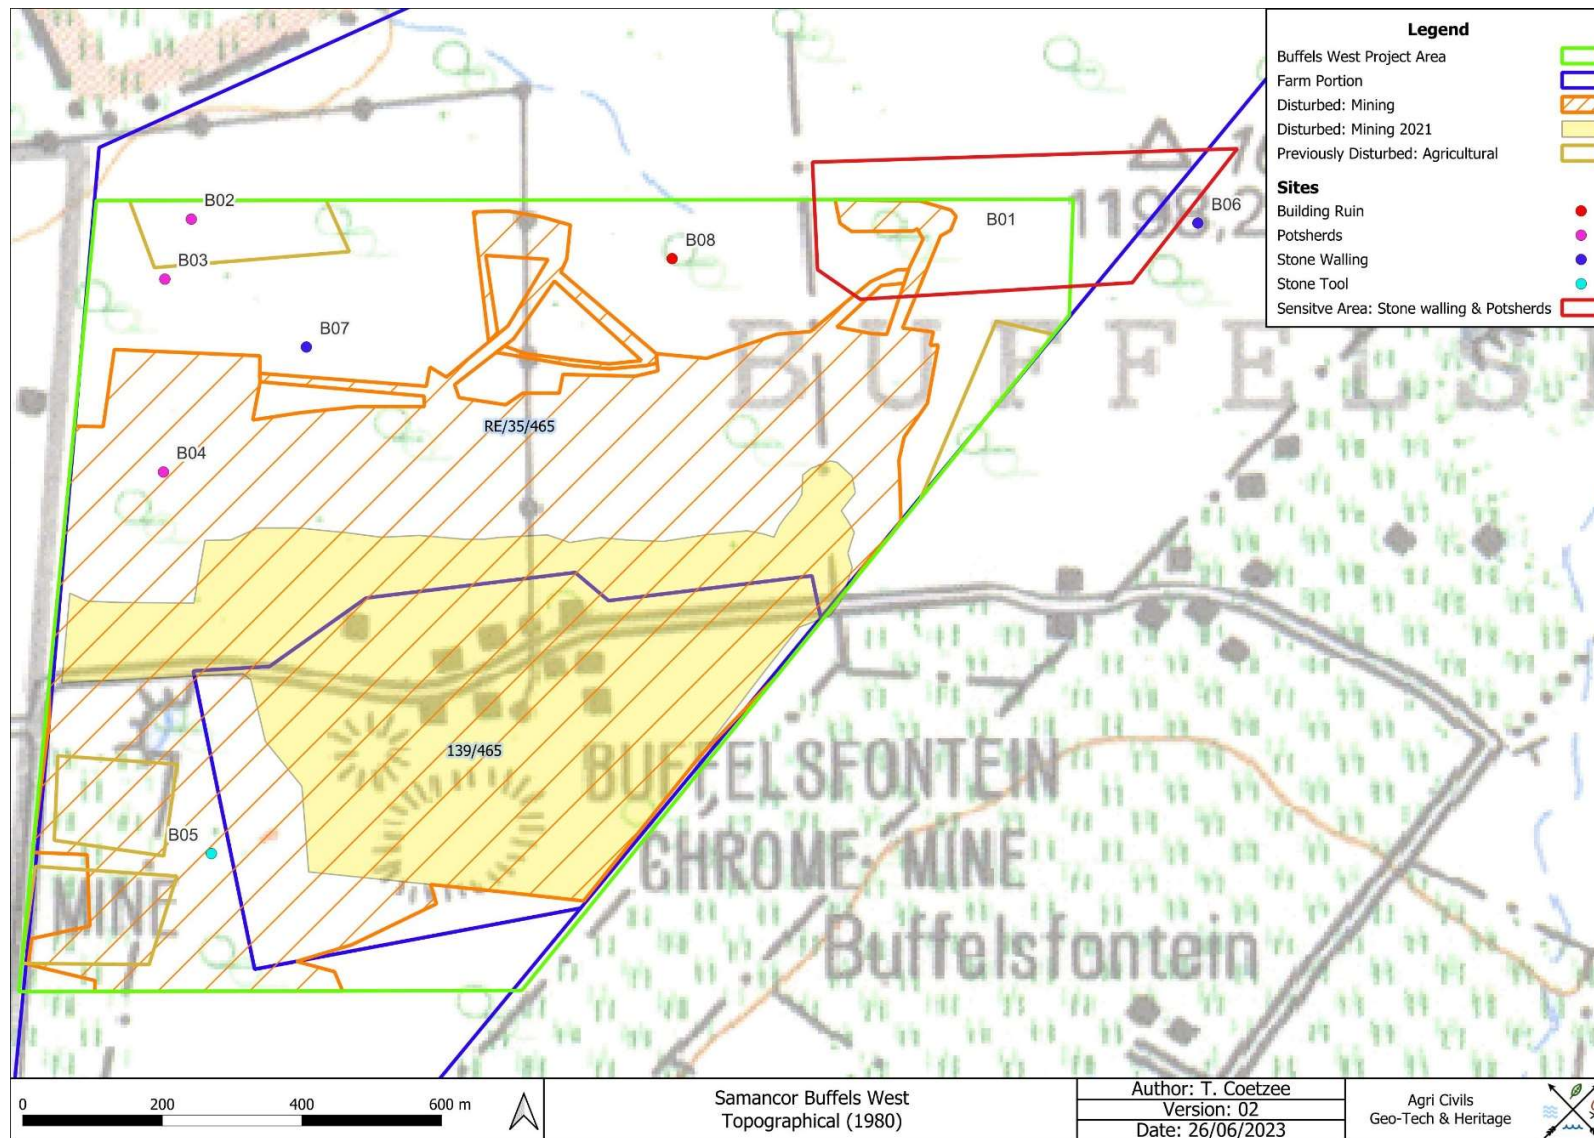 Legend
Buffels West Project Area
Farm Portion
Disturbed: Mining
Disturbed: Mining 2021
Previously Disturbed: Agricultural
Sites
Building Ruin
Potsherds
Stone Walling
Stone Tool
Sensitve Area: Stone walling & Potsherds
B02
B03
B08
B01
B06
1198,2
B07
BUFFELS
RE/35/465
B04
139/465
BUFFELSFONTEIN
CHROME MINE
B05
MINE
Buffelsfontein
0 200 400 600 m
Samancor Buffels West
Topographical (1980)
Author: T. Coetzee
Version: 02
Date: 26/06/2023
Agri Civils
Geo-Tech & Heritage